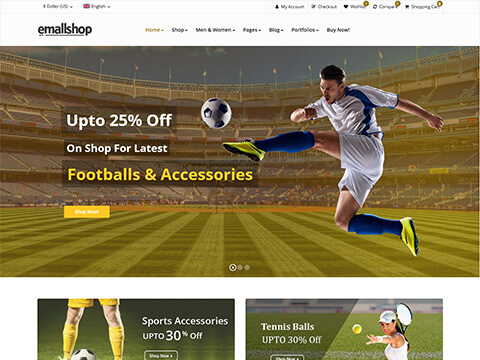 $ Dollar (US)
English
My Account
Checkout
Wishlist
Compare
Shopping Cart
emallshop
Home
Shop
Men & Women
Pages
Blog
Portfolios
Buy Now!
Upto 25% Off
On Shop For Latest
Footballs & Accessories
Shop Now!
Sports Accessories
UPTO 30% Off
Shop Now
Tennis Balls
UPTO 30% Off
Shop Now